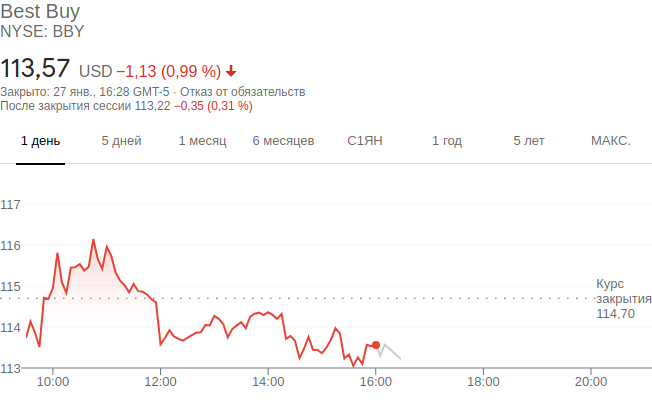 Best Buy
NYSE: BBY
113,57 USD −1,13 (0,99 %)
Закрыто: 27 янв., 16:28 GMT-5 · Отказ от обязательств
После закрытия сессии 113,22 −0,35 (0,31 %)
1 день 5 дней 1 месяц 6 месяцев С1ЯН 1 год 5 лет МАКС.
117
116
115
114
113
Курс
закрытия
114,70
10:00 12:00 14:00 16:00 18:00 20:00